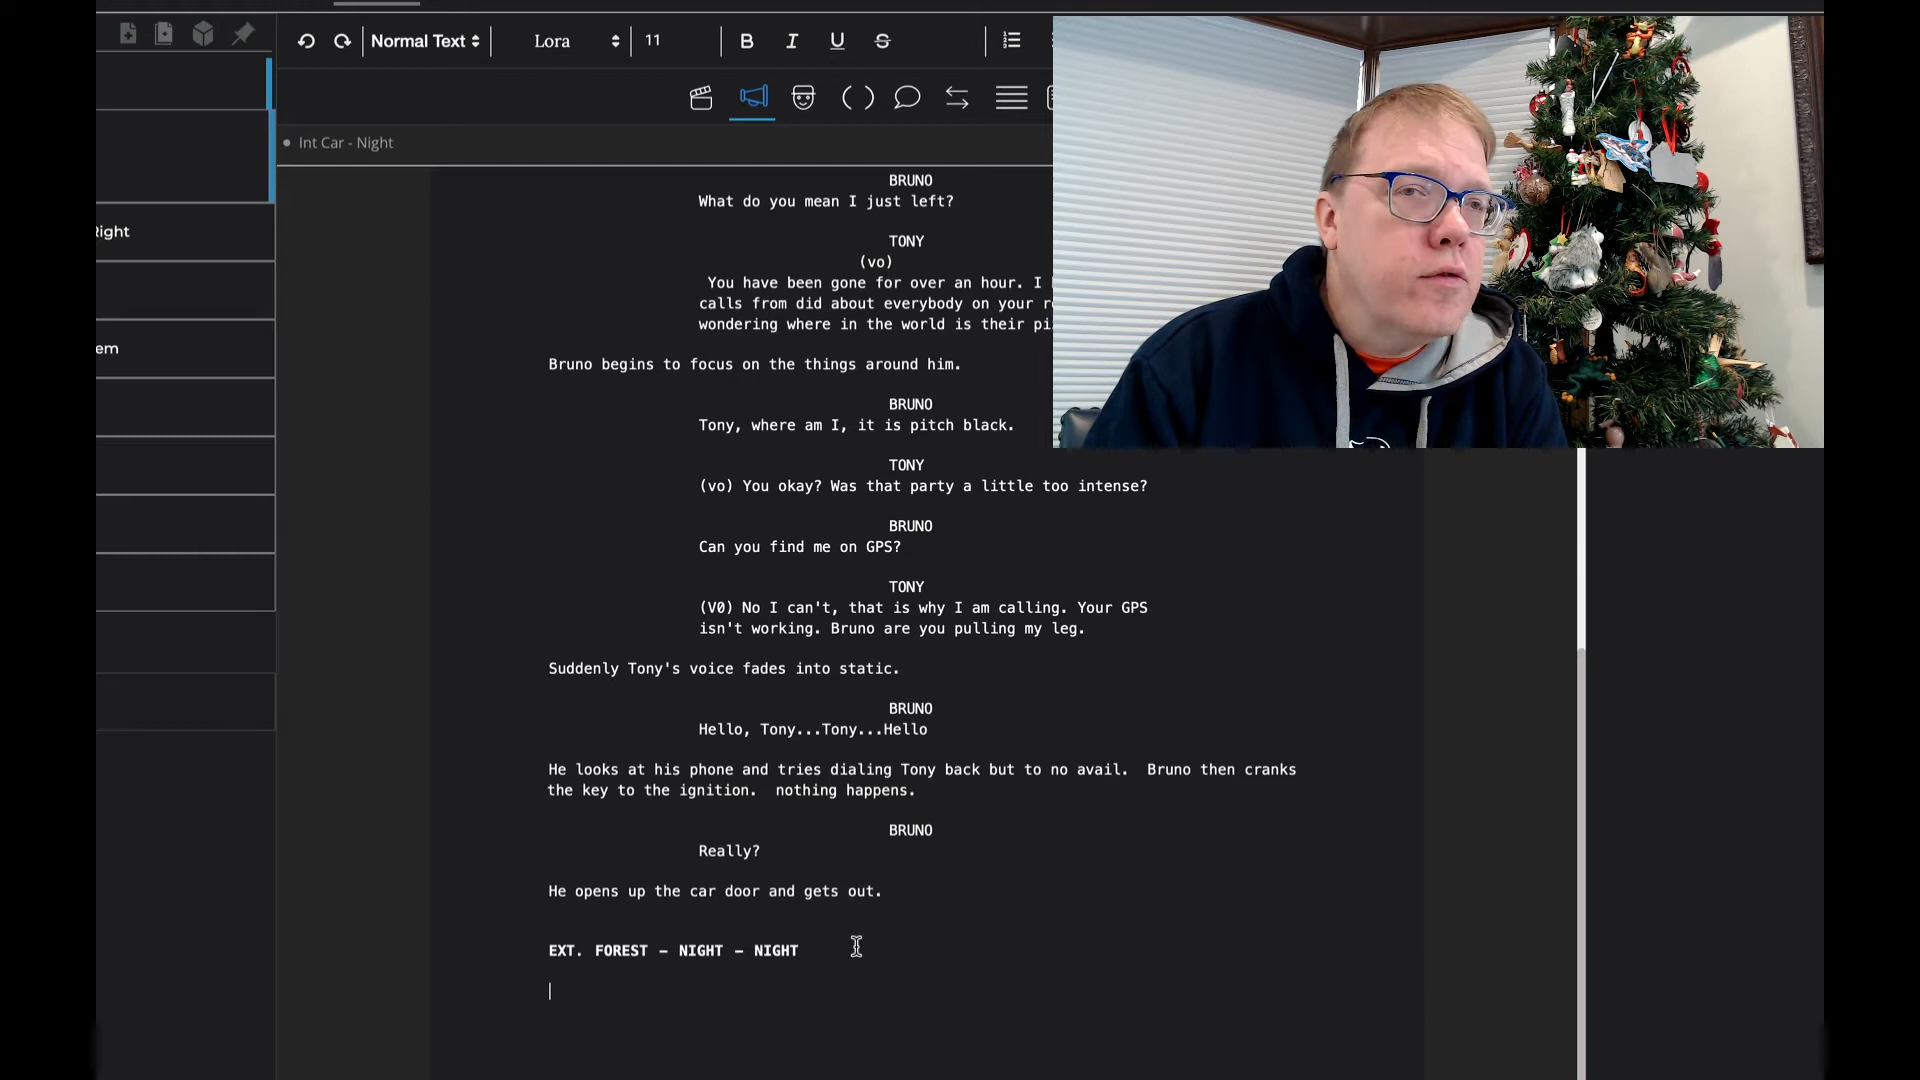 Normal Text
Lora
11
B I U S
Int Car - Night
Right
em
BRUNO
What do you mean I just left?
TONY
(vo)
You have been gone for over an hour. I
calls from did about everybody on your
wondering where in the world is their
Bruno begins to focus on the things around him.
BRUNO
Tony, where am I, it is pitch black.
TONY
(vo) You okay? Was that party a little too intense?
BRUNO
Can you find me on GPS?
TONY
(V0) No I can't, that is why I am calling. Your GPS
isn't working. Bruno are you pulling my leg.
Suddenly Tony's voice fades into static.
BRUNO
Hello, Tony...Tony...Hello
He looks at his phone and tries dialing Tony back but to no avail.  Bruno then cranks
the key to the ignition.  nothing happens.
BRUNO
Really?
He opens up the car door and gets out.
EXT. FOREST – NIGHT – NIGHT